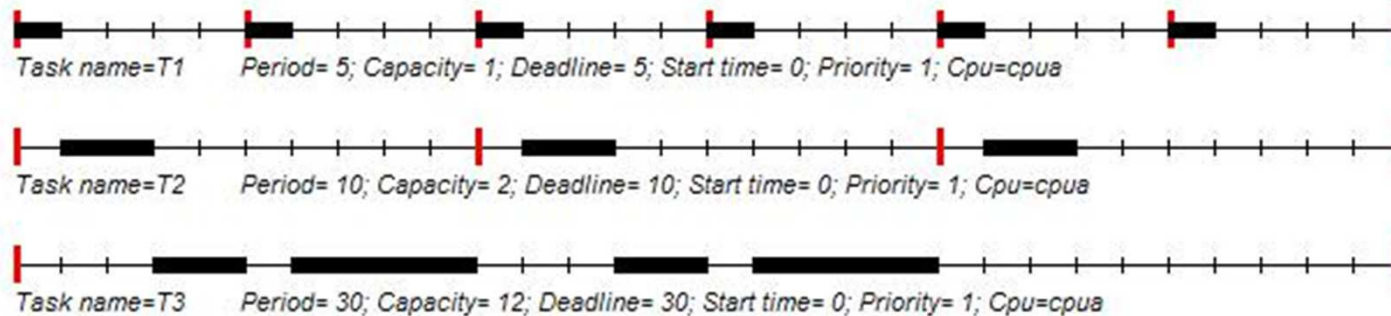 Task name=T1 Period= 5; Capacity= 1; Deadline= 5; Start time= 0; Priority= 1; Cpu=cpua
Task name=T2 Period= 10; Capacity= 2; Deadline= 10; Start time= 0; Priority= 1; Cpu=cpua
Task name=T3 Period= 30; Capacity= 12; Deadline= 30; Start time= 0; Priority= 1; Cpu=cpua